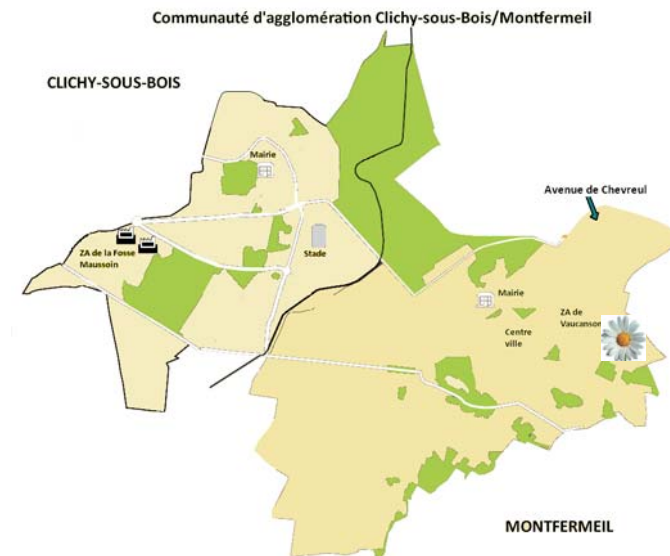 Communauté d'agglomération Clichy-sous-Bois/Montfermeil
CLICHY-SOUS-BOIS
Mairie
Avenue de Chevreul
ZA de la Fosse
Maussoin
Stade
Mairie
ZA de
Vaucanson
Centre
ville
MONTFERMEIL